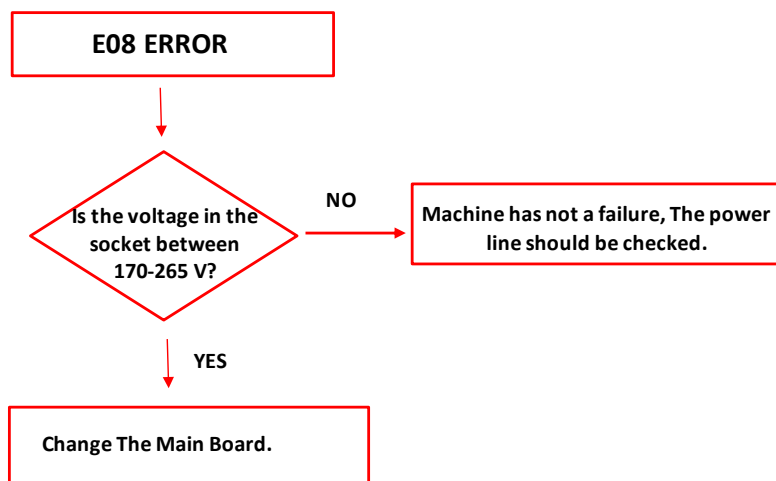 E08 ERROR
Is the voltage in the
socket between
170-265 V?
NO
Machine has not a failure, The power
line should be checked.
YES
Change The Main Board.